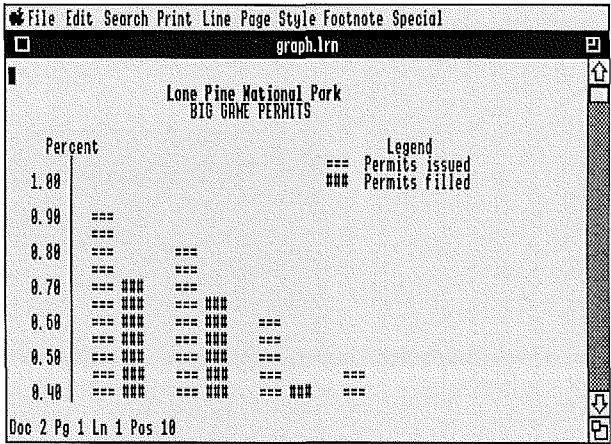 File Edit Search Print Line Page Style Footnote Special
graph.lrn
Lone Pine National Park
BIG GAME PERMITS
Percent Legend
=== Permits issued
1.00 ### Permits filled
0.90 ===
===
0.80 === ===
=== ===
0.70 === ### ===
=== ### === ###
0.60 === ### === ### ===
=== ### === ### ===
0.50 === ### === ### ===
=== ### === ### === ===
0.40 === ### === ### === ### ===
Doc 2 Pg 1 Ln 1 Pos 10